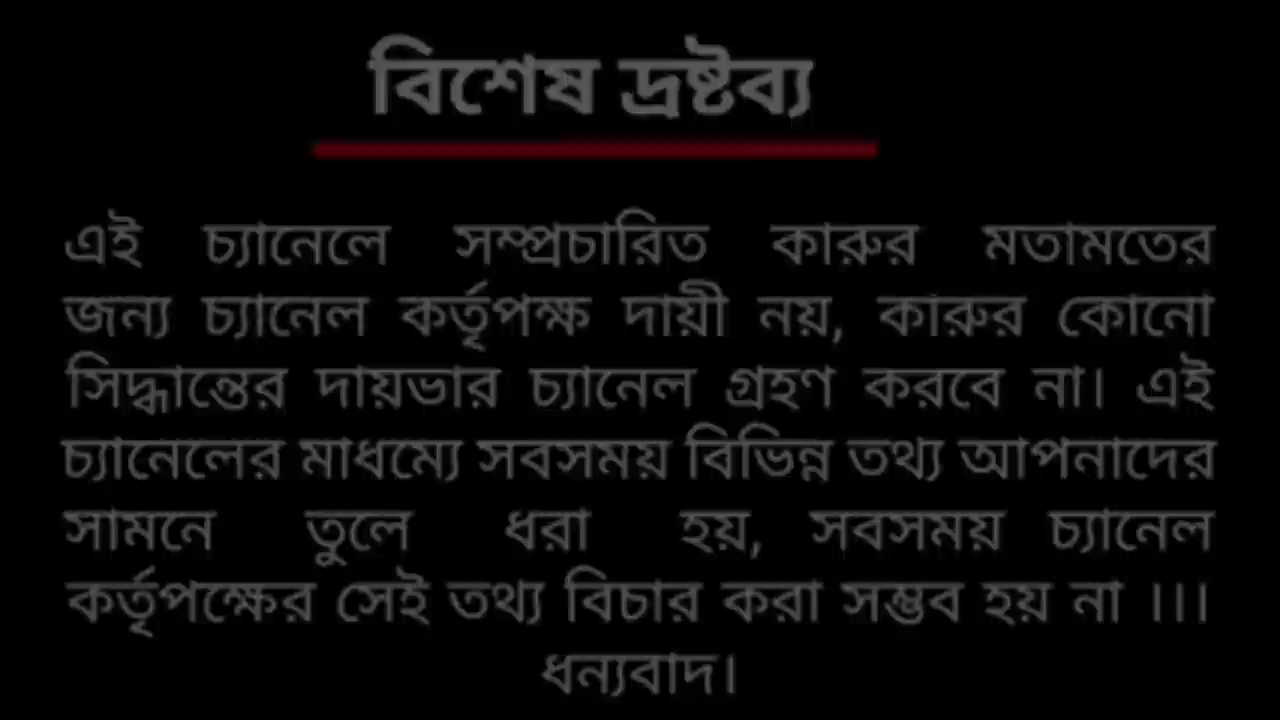 বিশেষ দ্রষ্টব্য
এই চ্যানেলে সম্প্রচারিত কারুর মতামতের
জন্য চ্যানেল কর্তৃপক্ষ দায়ী নয়, কারুর কোনো
সিদ্ধান্তের দায়ভার চ্যানেল গ্রহণ করবে না। এই
চ্যানেলের মাধম্যে সবসময় বিভিন্ন তথ্য আপনাদের
সামনে তুলে ধরা হয়, সবসময় চ্যানেল
কর্তৃপক্ষের সেই তথ্য বিচার করা সম্ভব হয় না ।।।
ধন্যবাদ।